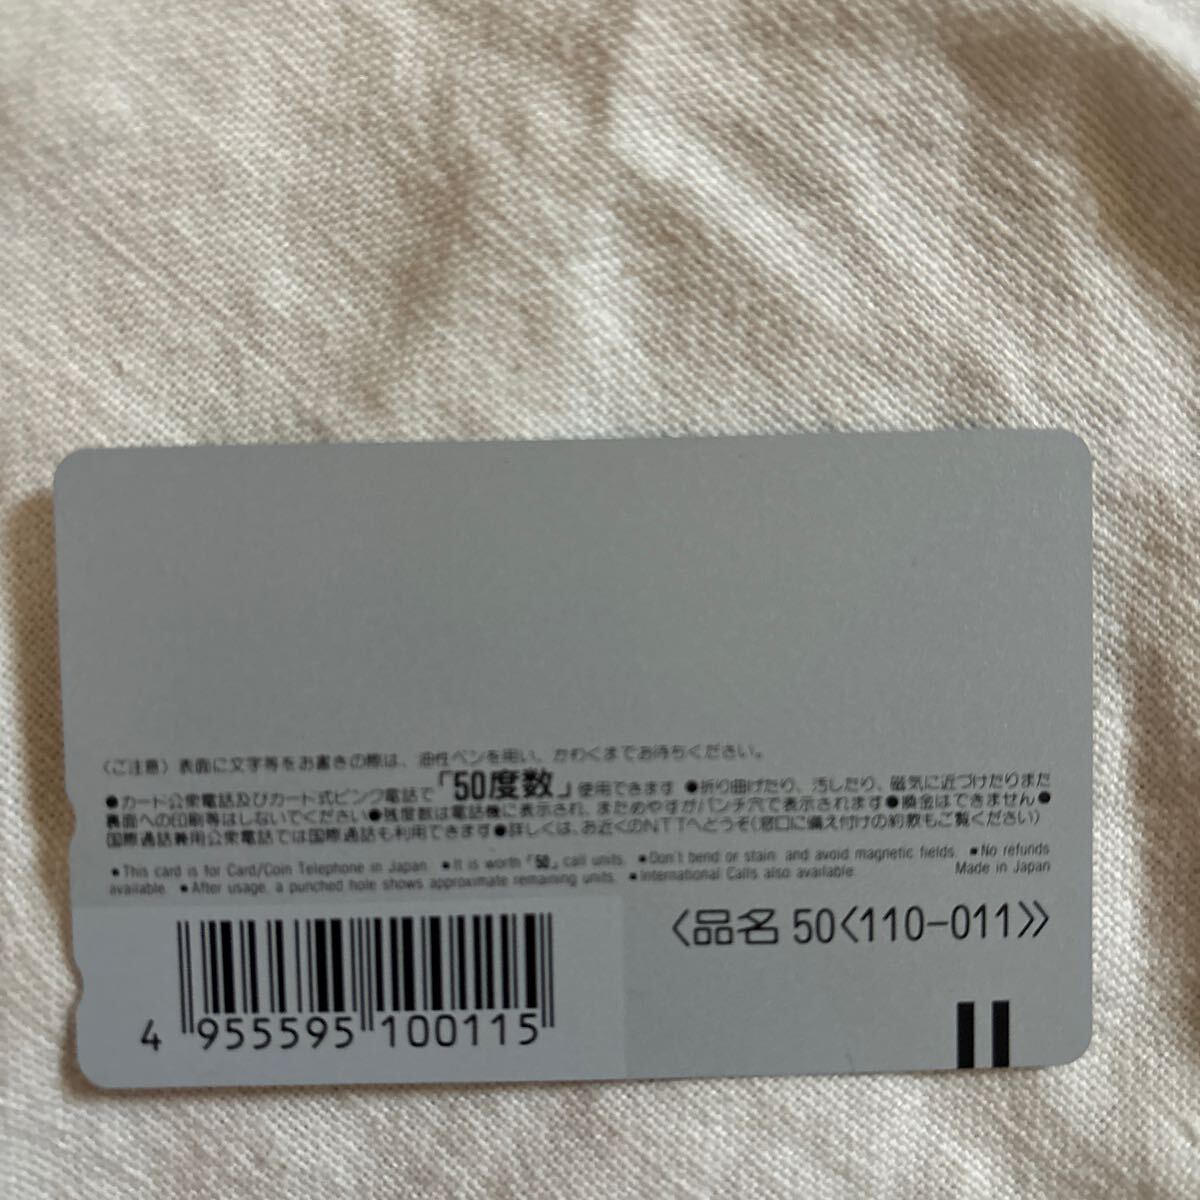 〈ご注意〉表面に文字等をお書きの際は、油性ペンを用い、かわくまでお待ちください。
●カード公衆電話及びカード式ピンク電話で「50度数」使用できます ●折り曲げたり、汚したり、磁気に近づけたりまた
裏面への印刷等はしないでください●残度数は電話機に表示され、まためやすがパンチ穴で表示されます●換金はできません●
国際通話兼用公衆電話では国際通話も利用できます●詳しくは、お近くのNTTへどうぞ(窓口に備え付けの約款もご覧ください)
●This card is for Card/Coin Telephone in Japan. ●It is worth「50」call units. ●Don't bend or stain and avoid magnetic fields. ●No refunds
available. ●After usage, a punched hole shows approximate remaining units. ●International Calls also available. Made in Japan
〈品名 50〈110-011〉〉
4 955595 100115